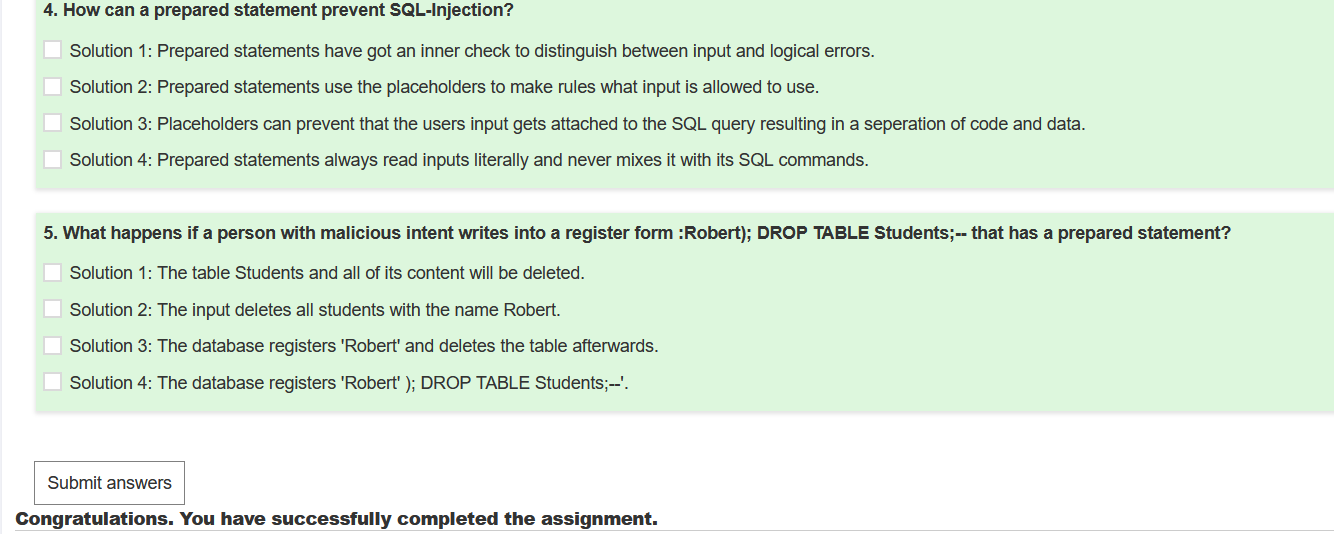 4. How can a prepared statement prevent SQL-Injection?
Solution 1: Prepared statements have got an inner check to distinguish between input and logical errors.
Solution 2: Prepared statements use the placeholders to make rules what input is allowed to use.
Solution 3: Placeholders can prevent that the users input gets attached to the SQL query resulting in a seperation of code and data.
Solution 4: Prepared statements always read inputs literally and never mixes it with its SQL commands.
5. What happens if a person with malicious intent writes into a register form :Robert); DROP TABLE Students;-- that has a prepared statement?
Solution 1: The table Students and all of its content will be deleted.
Solution 2: The input deletes all students with the name Robert.
Solution 3: The database registers 'Robert' and deletes the table afterwards.
Solution 4: The database registers 'Robert' ); DROP TABLE Students;--'.
Submit answers
Congratulations. You have successfully completed the assignment.